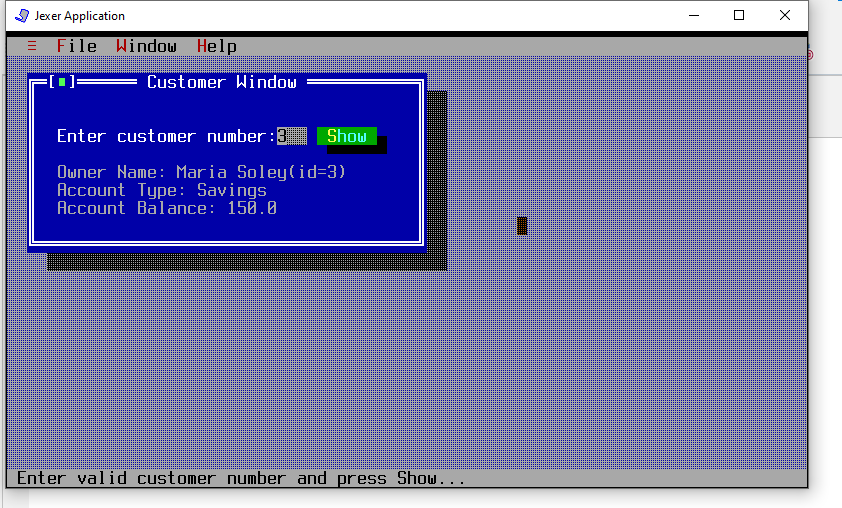 Jexer Application
≡ File Window Help
[■] Customer Window
Enter customer number:3 Show
Owner Name: Maria Soley(id=3)
Account Type: Savings
Account Balance: 150.0
Enter valid customer number and press Show...